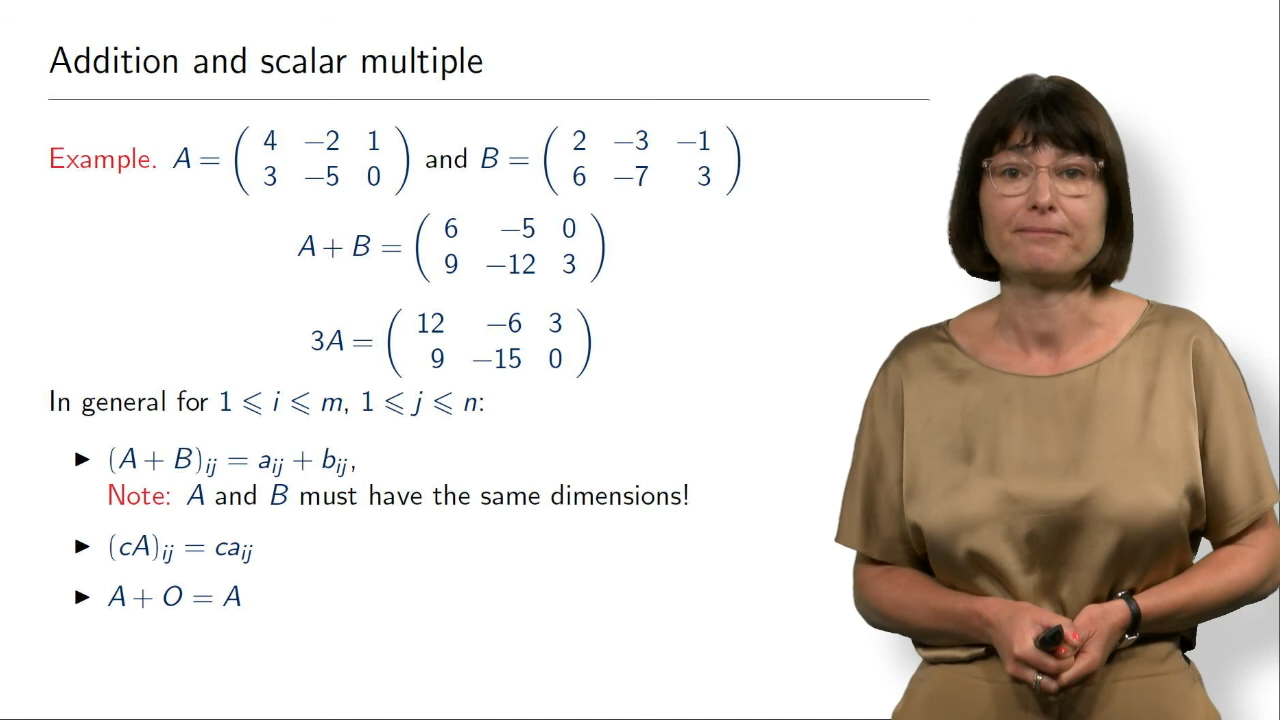 Addition and scalar multiple
Example. A = ( 4 −2 1 ; 3 −5 0 ) and B = ( 2 −3 −1 ; 6 −7 3 )
A + B = ( 6 −5 0 ; 9 −12 3 )
3A = ( 12 −6 3 ; 9 −15 0 )
In general for 1 ⩽ i ⩽ m, 1 ⩽ j ⩽ n:
▶ (A + B)ij = aij + bij,
Note: A and B must have the same dimensions!
▶ (cA)ij = caij
▶ A + O = A